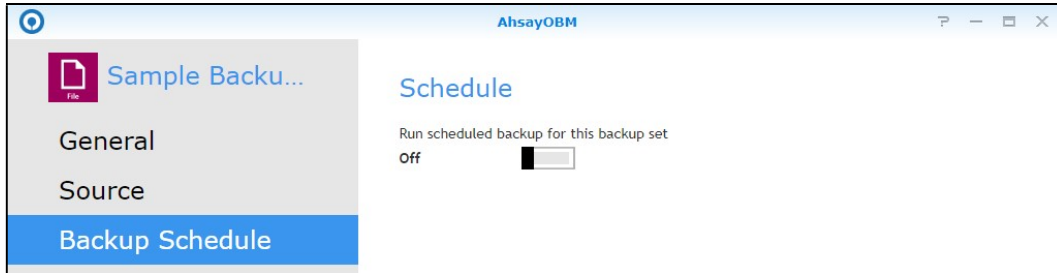 AhsayOBM
?
Sample Backu...
File
General
Source
Backup Schedule
Schedule
Run scheduled backup for this backup set
Off